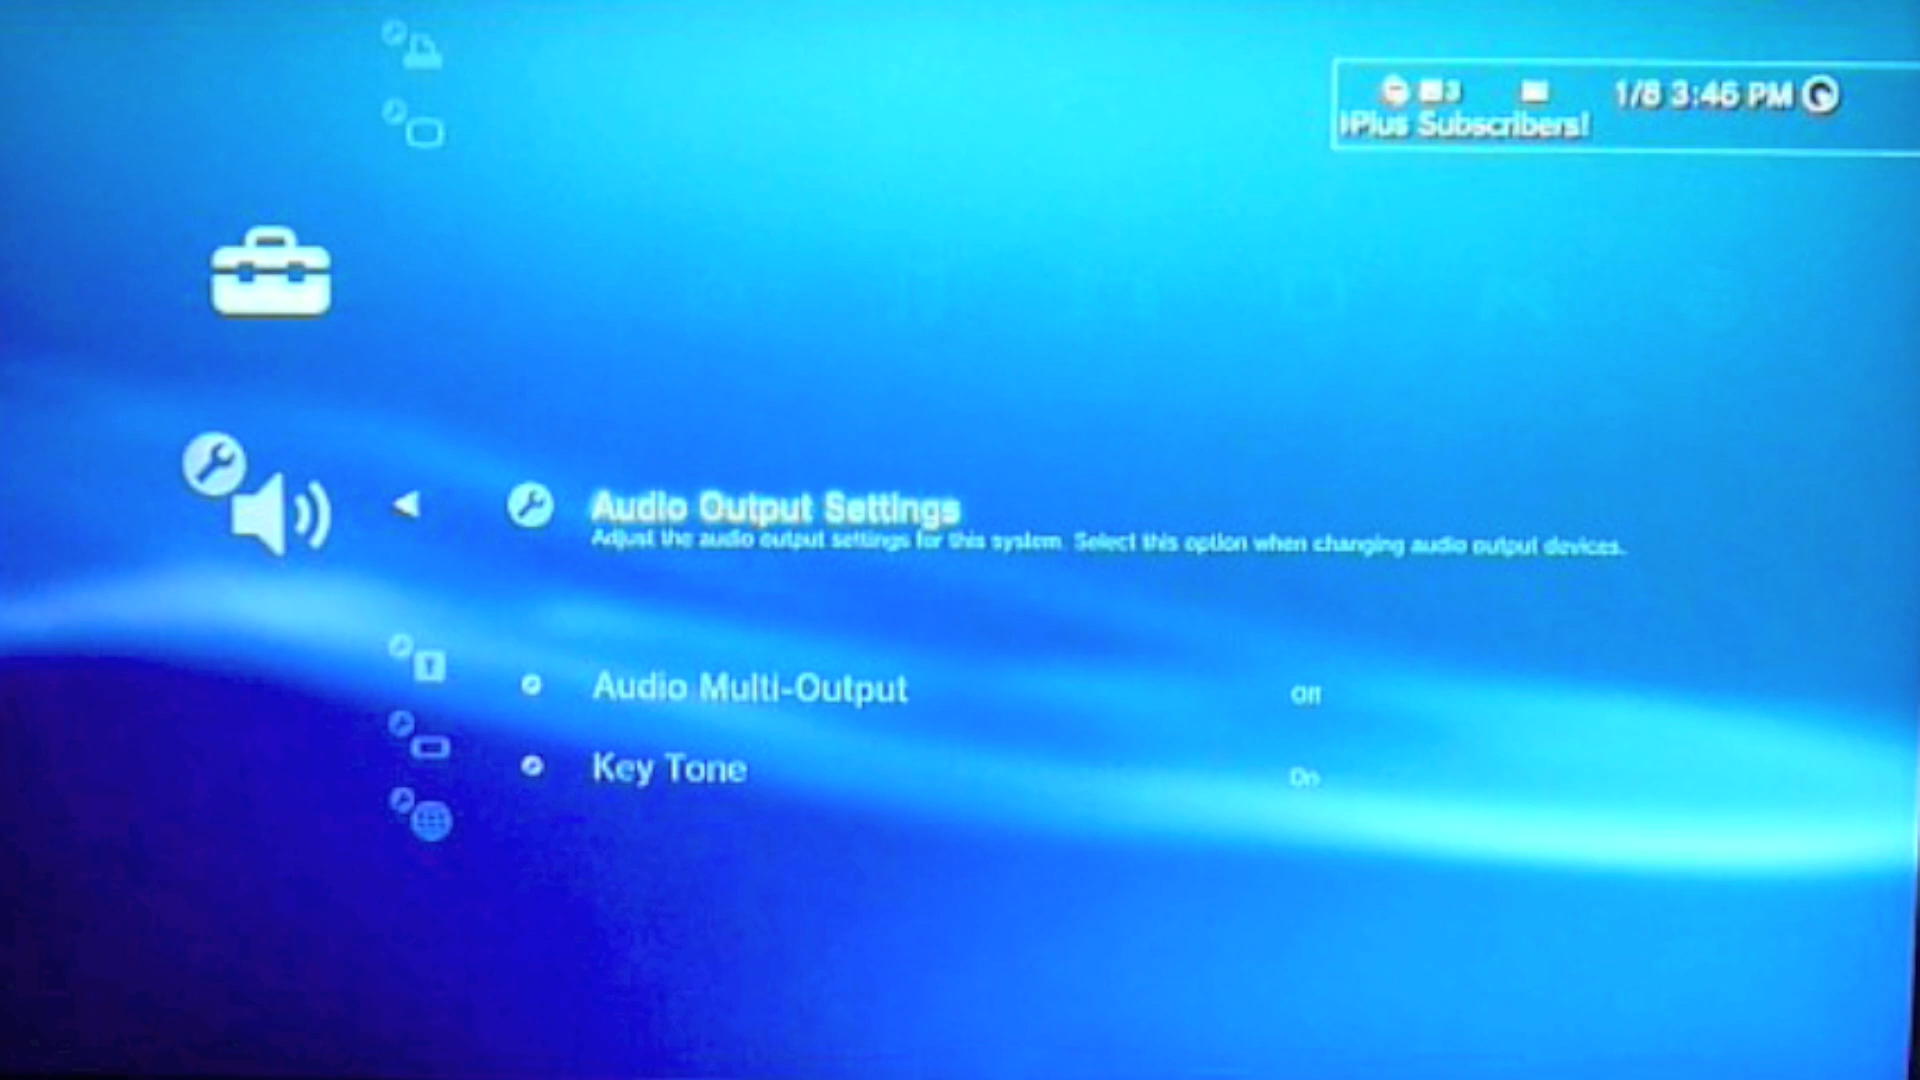 3
1/8 3:46 PM
Plus Subscribers!
Audio Output Settings
Adjust the audio output settings for this system. Select this option when changing audio output devices.
Audio Multi-Output
Off
Key Tone
On